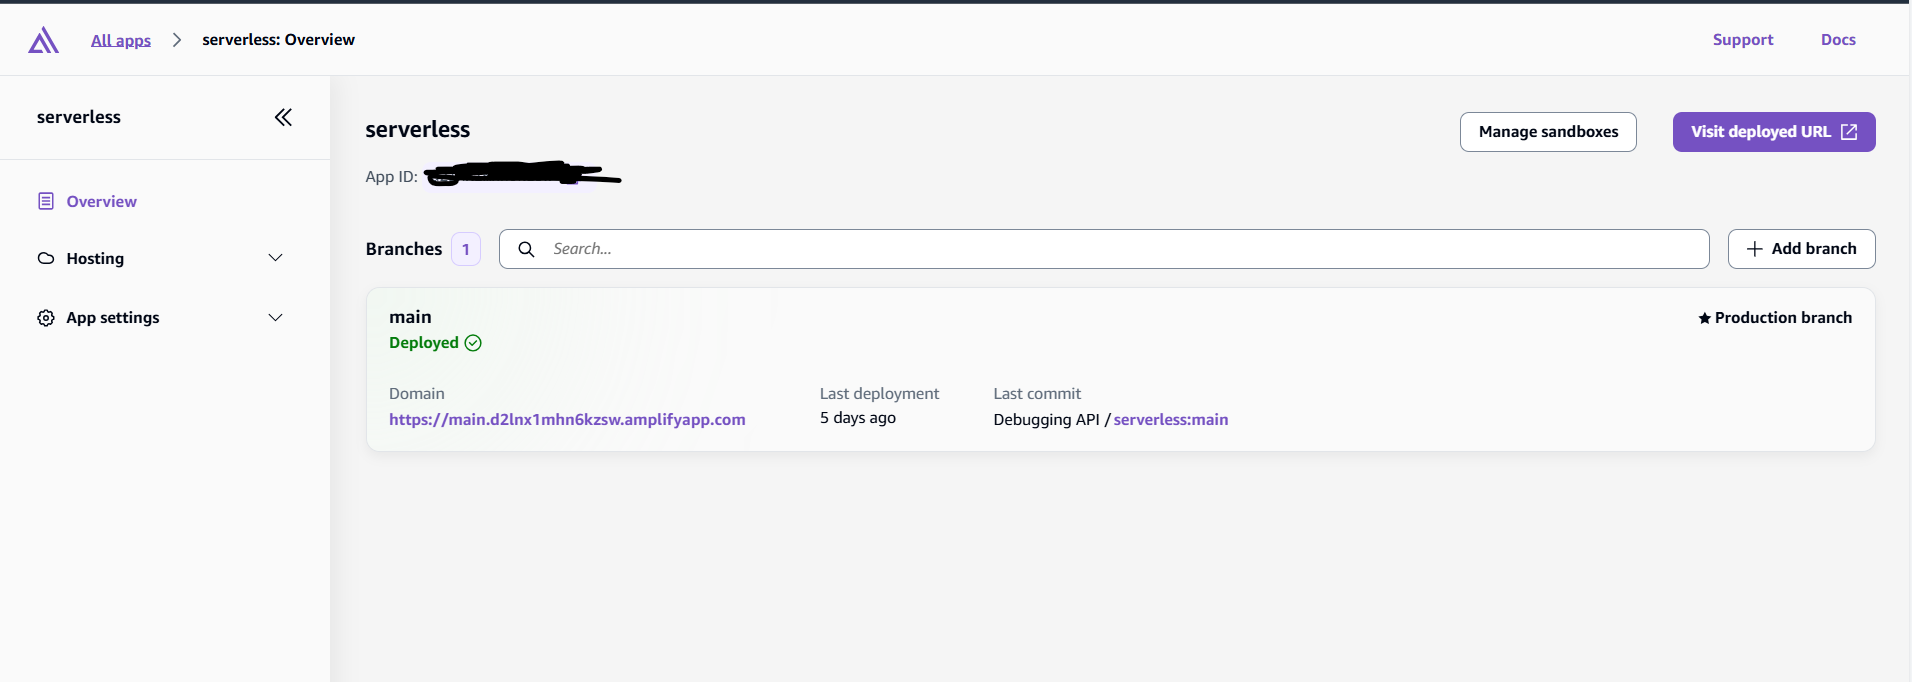 All apps > serverless: Overview
Support Docs
serverless
Overview
Hosting
App settings
serverless
Manage sandboxes
Visit deployed URL
App ID:
Branches 1
Search...
Add branch
main
Deployed
Production branch
Domain
https://main.d2lnx1mhn6kzsw.amplifyapp.com
Last deployment
5 days ago
Last commit
Debugging API / serverless:main